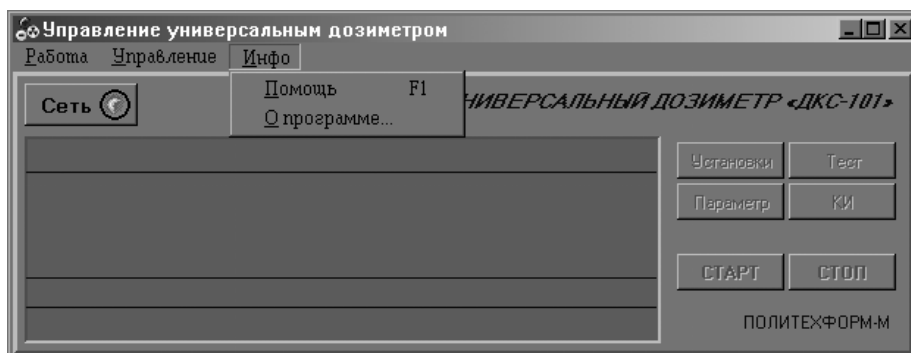 Управление универсальным дозиметром
Работа Управление Инфо
Помощь F1
О программе...
Сеть
НИВЕРСАЛЬНЫЙ ДОЗИМЕТР «ДКС-101»
Установки Тест
Параметр КИ
СТАРТ СТОП
ПОЛИТЕХФОРМ-М